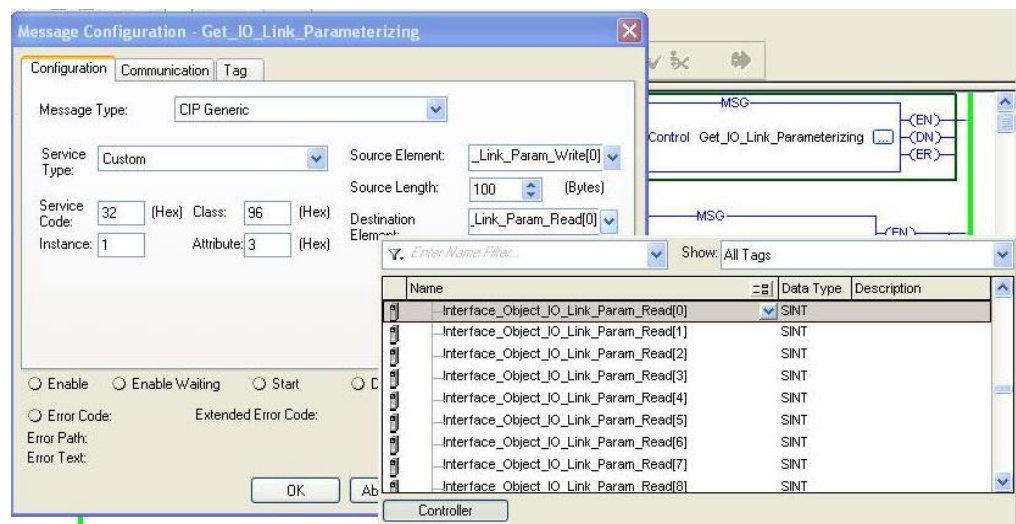 Message Configuration - Get_IO_Link_Parameterizing
Configuration Communication Tag
Message Type: CIP Generic
Service Type: Custom
Source Element: _Link_Param_Write[0]
Source Length: 100 (Bytes)
Service Code: 32 (Hex) Class: 96 (Hex)
Destination Element: _Link_Param_Read[0]
Instance: 1 Attribute: 3 (Hex)
MSG
Control Get_IO_Link_Parameterizing ...
(EN)
(DN)
(ER)
MSG
(EN)
Enter Name Filter... Show: All Tags
Name Data Type Description
Interface_Object_IO_Link_Param_Read[0] SINT
Interface_Object_IO_Link_Param_Read[1] SINT
Interface_Object_IO_Link_Param_Read[2] SINT
Interface_Object_IO_Link_Param_Read[3] SINT
Interface_Object_IO_Link_Param_Read[4] SINT
Interface_Object_IO_Link_Param_Read[5] SINT
Interface_Object_IO_Link_Param_Read[6] SINT
Interface_Object_IO_Link_Param_Read[7] SINT
Interface_Object_IO_Link_Param_Read[8] SINT
Controller
Enable Enable Waiting Start
Error Code: Extended Error Code:
Error Path:
Error Text:
OK Ab